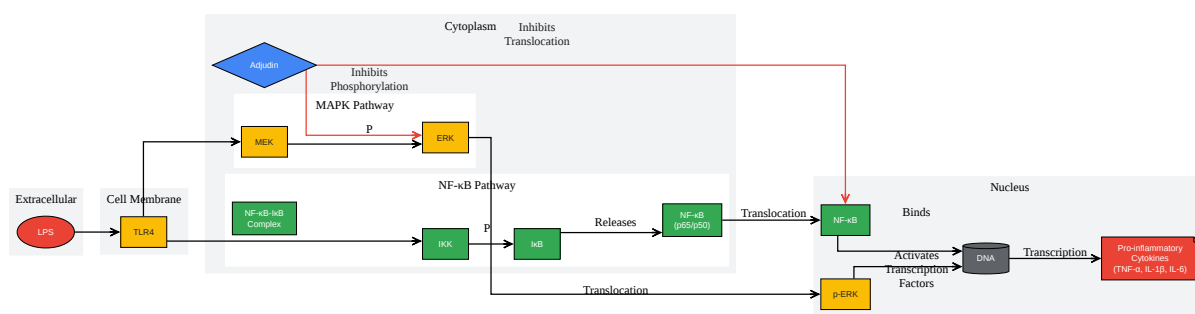 Cytoplasm
Inhibits
Translocation
Adjudin
Inhibits
Phosphorylation
MAPK Pathway
MEK
P
ERK
Extracellular
LPS
Cell Membrane
TLR4
NF-κB Pathway
NF-κB-IκB
Complex
IKK
P
IκB
Releases
NF-κB
(p65/p50)
Translocation
Translocation
Nucleus
NF-κB
Binds
Activates
Transcription
Factors
p-ERK
DNA
Transcription
Pro-inflammatory
Cytokines
(TNF-α, IL-1β, IL-6)